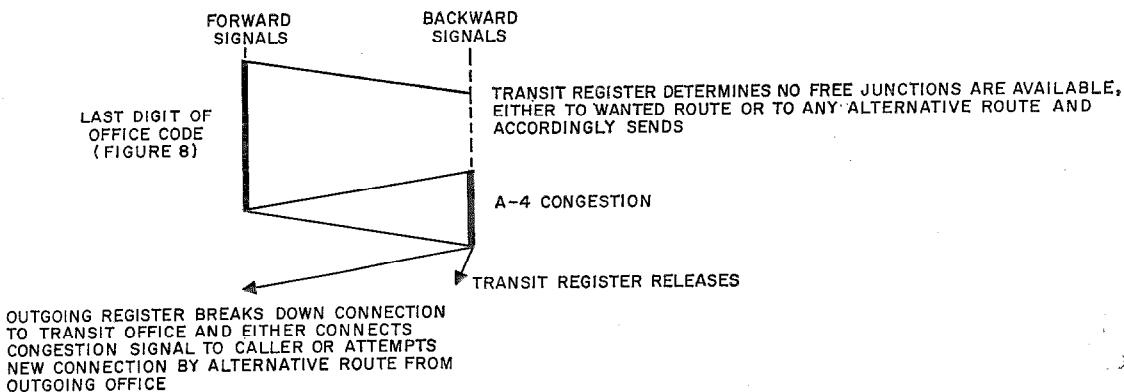 FORWARD
SIGNALS
BACKWARD
SIGNALS
LAST DIGIT OF
OFFICE CODE
(FIGURE 8)
TRANSIT REGISTER DETERMINES NO FREE JUNCTIONS ARE AVAILABLE,
EITHER TO WANTED ROUTE OR TO ANY ALTERNATIVE ROUTE AND
ACCORDINGLY SENDS
A-4 CONGESTION
TRANSIT REGISTER RELEASES
OUTGOING REGISTER BREAKS DOWN CONNECTION
TO TRANSIT OFFICE AND EITHER CONNECTS
CONGESTION SIGNAL TO CALLER OR ATTEMPTS
NEW CONNECTION BY ALTERNATIVE ROUTE FROM
OUTGOING OFFICE